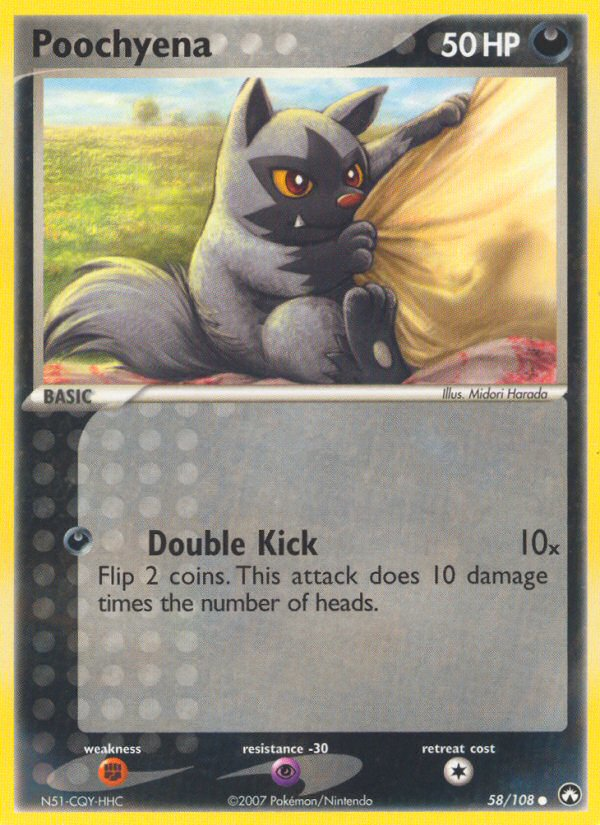 Poochyena
50 HP
BASIC
Illus. Midori Harada
Double Kick 10x
Flip 2 coins. This attack does 10 damage
times the number of heads.
weakness resistance -30 retreat cost
N51-CQY-HHC ©2007 Pokémon/Nintendo 58/108